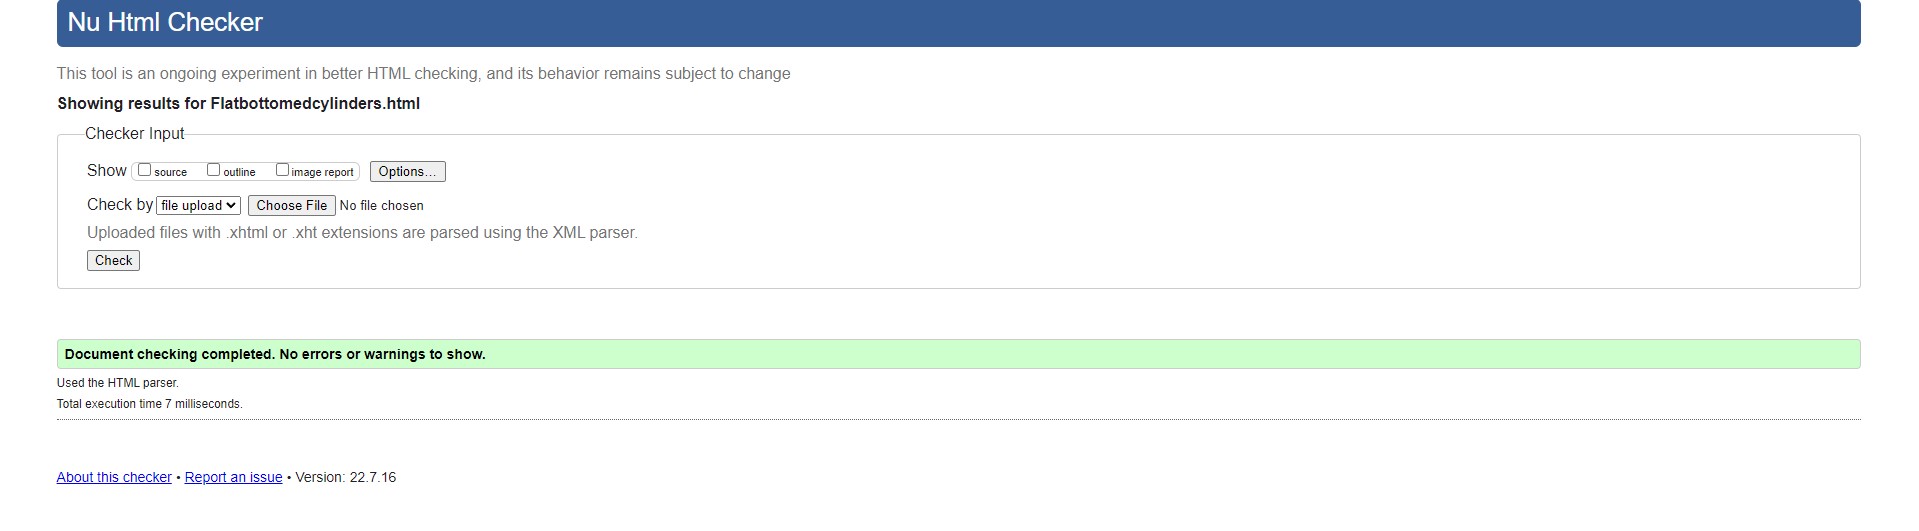 Nu Html Checker
This tool is an ongoing experiment in better HTML checking, and its behavior remains subject to change
Showing results for Flatbottomedcylinders.html
Checker Input
Show source outline image report Options...
Check by file upload Choose File No file chosen
Uploaded files with .xhtml or .xht extensions are parsed using the XML parser.
Check
Document checking completed. No errors or warnings to show.
Used the HTML parser.
Total execution time 7 milliseconds.
About this checker • Report an issue • Version: 22.7.16